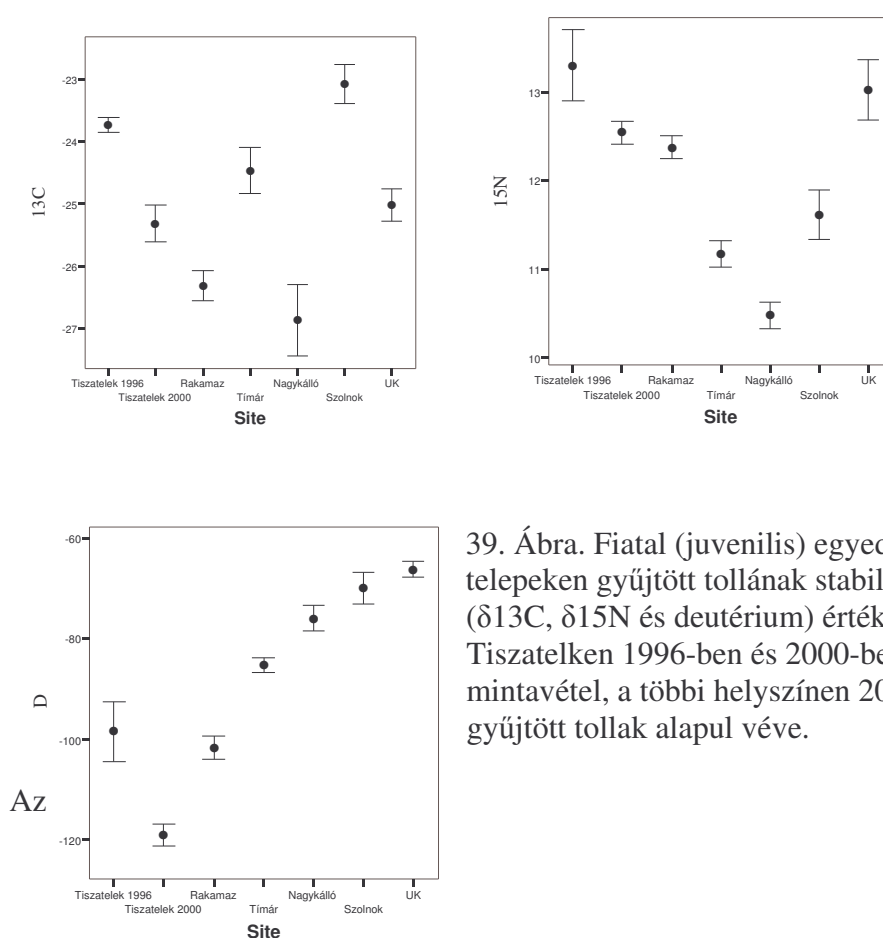 -23
-24
-25
-26
-27
13C
Tiszatelek 1996 Rakamaz Nagykálló UK
Tiszatelek 2000 Tímár Szolnok
Site
13
12
11
10
15N
Tiszatelek 1996 Rakamaz Nagykálló UK
Tiszatelek 2000 Tímár Szolnok
Site
-60
-80
-100
-120
D
Tiszatelek 1996 Rakamaz Nagykálló UK
Tiszatelek 2000 Tímár Szolnok
Site
39. Ábra. Fiatal (juvenilis) egyed
telepeken gyűjtött tollának stabil
(δ13C, δ15N és deutérium) érték
Tiszatelken 1996-ben és 2000-be
mintavétel, a többi helyszínen 20
gyűjtött tollak alapul véve.
Az